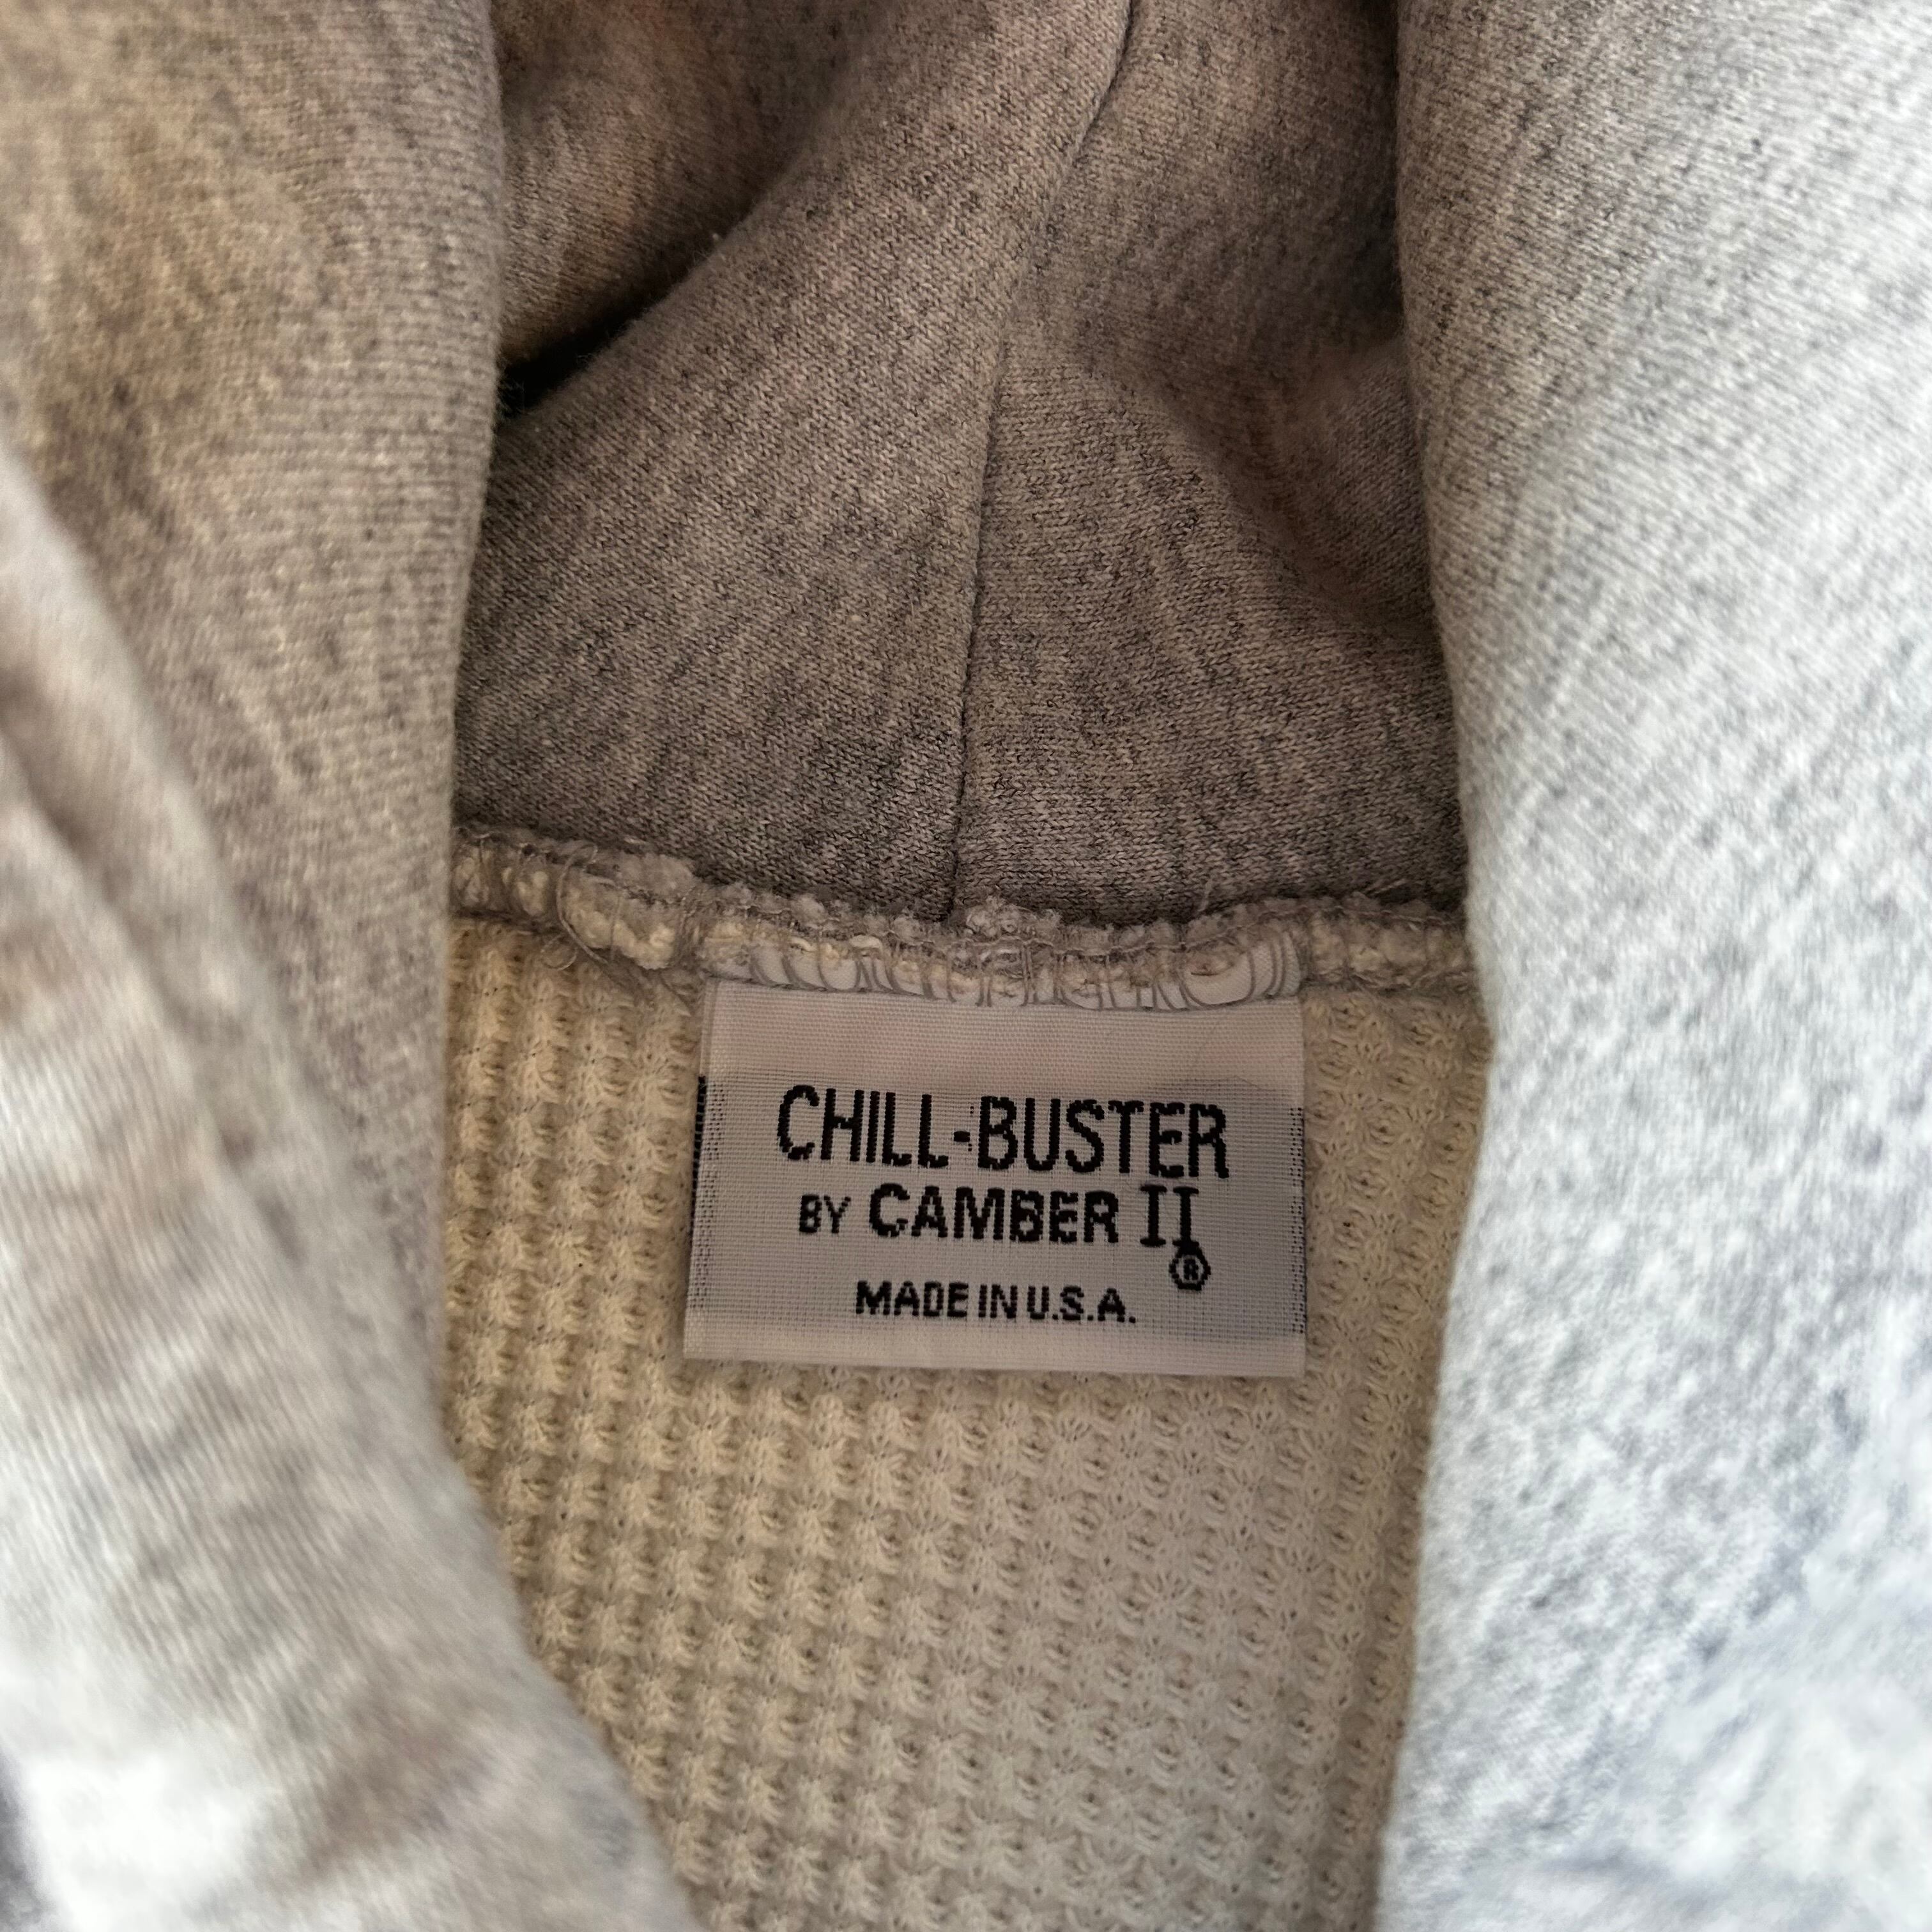 CHILL-BUSTER
BY CAMBER II
®
MADE IN U.S.A.